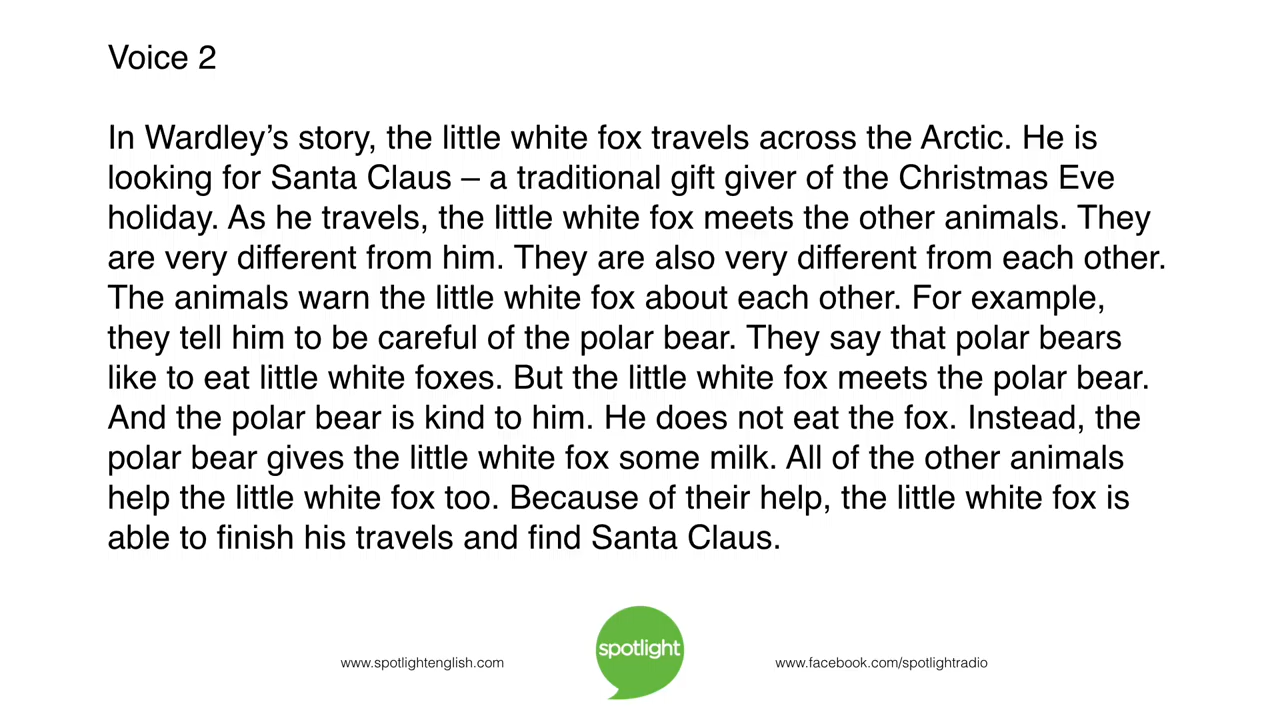 Voice 2
In Wardley’s story, the little white fox travels across the Arctic. He is
looking for Santa Claus – a traditional gift giver of the Christmas Eve
holiday. As he travels, the little white fox meets the other animals. They
are very different from him. They are also very different from each other.
The animals warn the little white fox about each other. For example,
they tell him to be careful of the polar bear. They say that polar bears
like to eat little white foxes. But the little white fox meets the polar bear.
And the polar bear is kind to him. He does not eat the fox. Instead, the
polar bear gives the little white fox some milk. All of the other animals
help the little white fox too. Because of their help, the little white fox is
able to finish his travels and find Santa Claus.
www.spotlightenglish.com
spotlight
www.facebook.com/spotlightradio